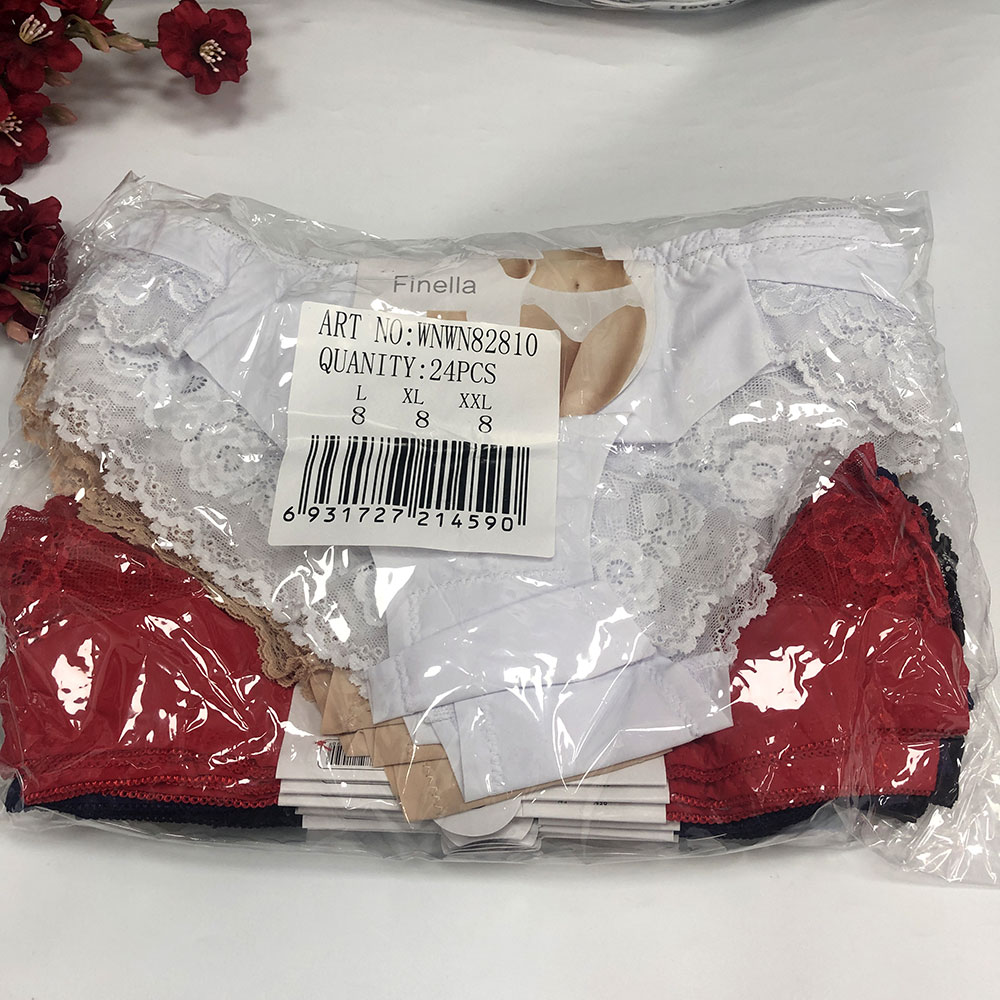 Finella
ART NO:WNWN82810
QUANITY:24PCS
L XL XXL
8 8 8
6 931727 214590